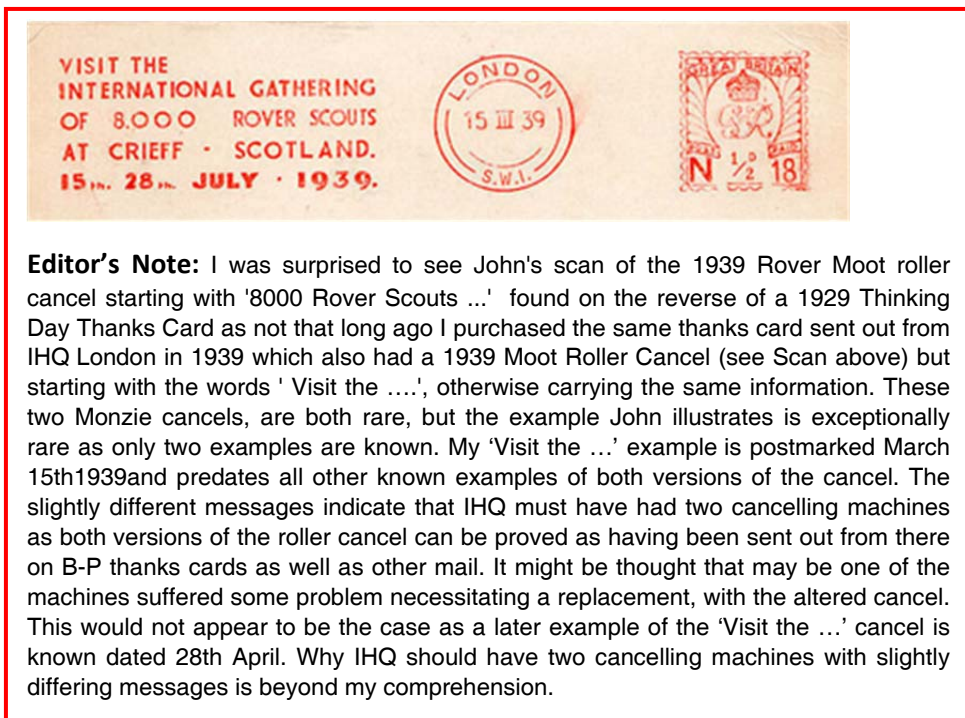 VISIT THE
INTERNATIONAL GATHERING
OF 8.000 ROVER SCOUTS
AT CRIEFF · SCOTLAND.
15TH. 28TH. JULY · 1939.
LONDON
15 III 39
S.W.1.
GREAT BRITAIN
GR
POSTAGE PAID
N ½D 18
Editor's Note: I was surprised to see John's scan of the 1939 Rover Moot roller
cancel starting with '8000 Rover Scouts ...' found on the reverse of a 1929 Thinking
Day Thanks Card as not that long ago I purchased the same thanks card sent out from
IHQ London in 1939 which also had a 1939 Moot Roller Cancel (see Scan above) but
starting with the words ' Visit the ….', otherwise carrying the same information. These
two Monzie cancels, are both rare, but the example John illustrates is exceptionally
rare as only two examples are known. My ‘Visit the …’ example is postmarked March
15th1939and predates all other known examples of both versions of the cancel. The
slightly different messages indicate that IHQ must have had two cancelling machines
as both versions of the roller cancel can be proved as having been sent out from there
on B-P thanks cards as well as other mail. It might be thought that may be one of the
machines suffered some problem necessitating a replacement, with the altered cancel.
This would not appear to be the case as a later example of the ‘Visit the …’ cancel is
known dated 28th April. Why IHQ should have two cancelling machines with slightly
differing messages is beyond my comprehension.